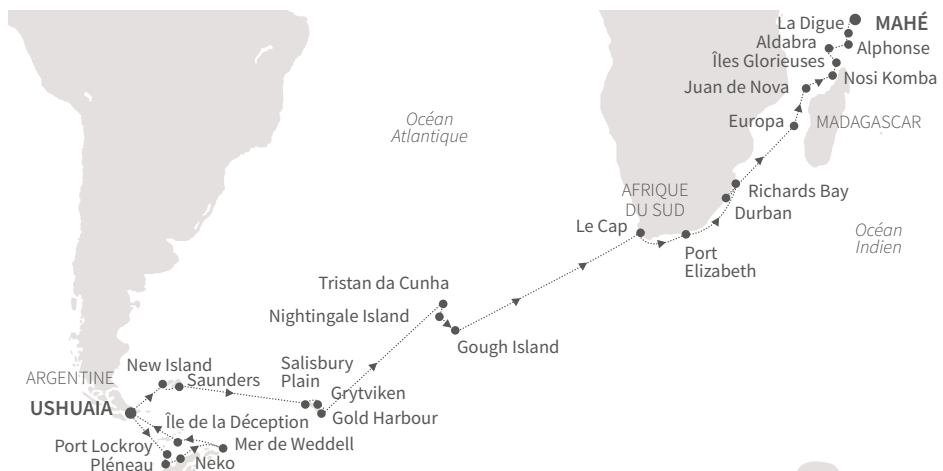 La Digue
MAHÉ
Aldabra
Alphonse
Îles Glorieuses
Nosi Komba
Juan de Nova
Océan
Atlantique
Europa
MADAGASCAR
AFRIQUE
DU SUD
Richards Bay
Durban
Le Cap
Océan
Indien
Port
Elizabeth
Tristan da Cunha
Nightingale Island
Gough Island
New Island
Salisbury
Plain
ARGENTINE
Saunders
Grytviken
USHUAIA
Île de la Déception
Gold Harbour
Port Lockroy
Mer de Weddell
Pléneau
Neko